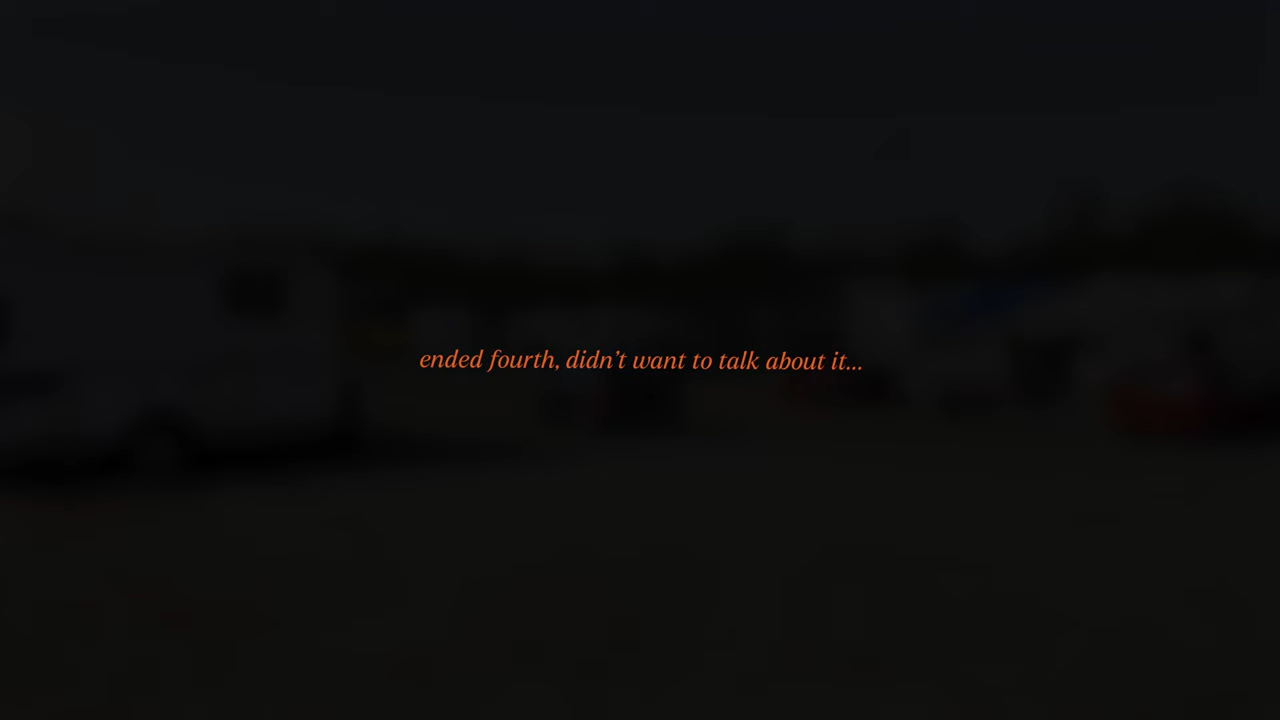 ended fourth, didn’t want to talk about it...